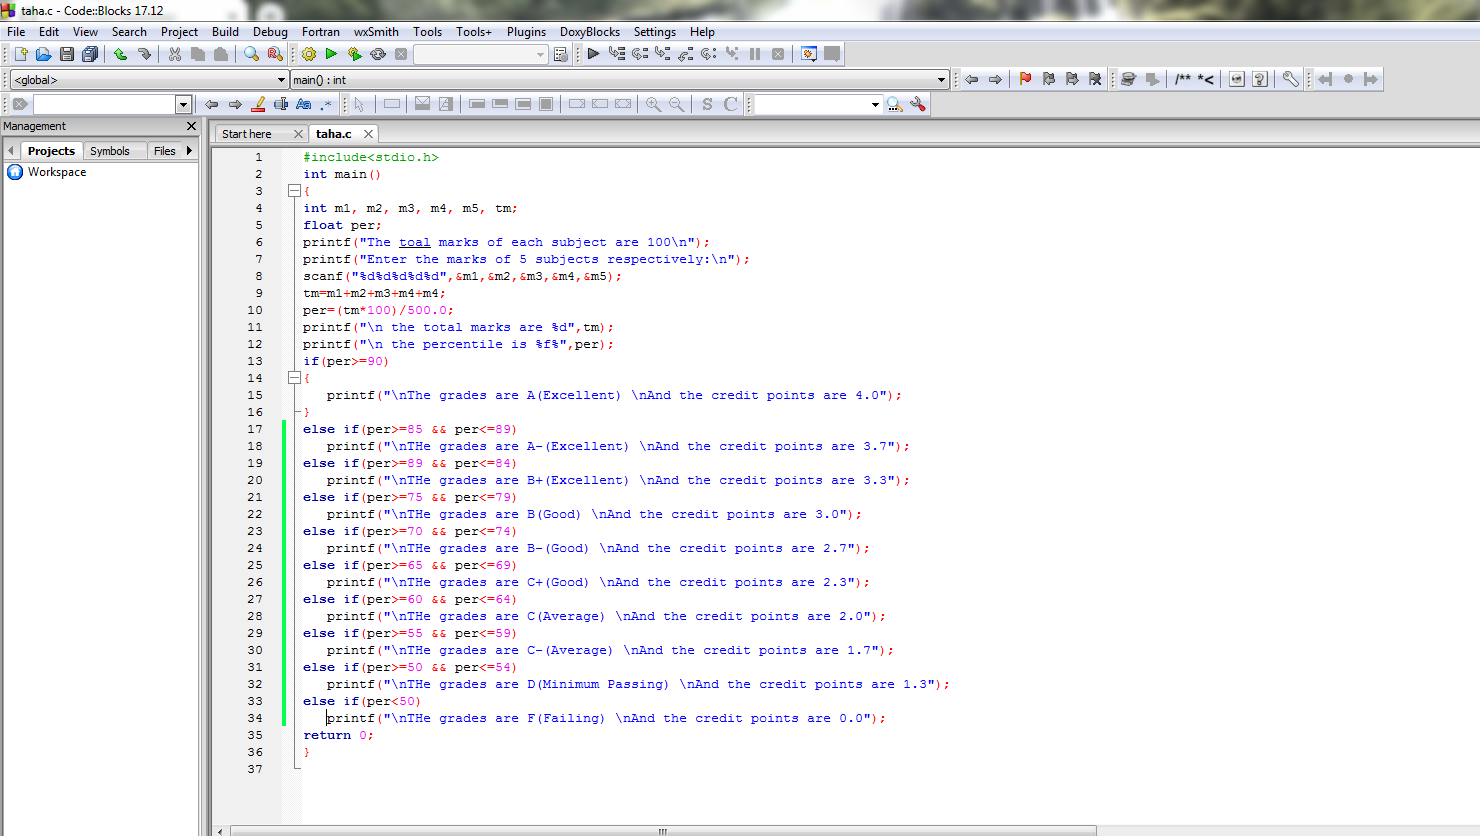 taha.c - Code::Blocks 17.12
File Edit View Search Project Build Debug Fortran wxSmith Tools Tools+ Plugins DoxyBlocks Settings Help
<global> main() : int
/** *<
Aa .*
S C
Management
Start here taha.c
Projects Symbols Files
Workspace
1 #include<stdio.h>
2 int main()
3 {
4 int m1, m2, m3, m4, m5, tm;
5 float per;
6 printf("The toal marks of each subject are 100\n");
7 printf("Enter the marks of 5 subjects respectively:\n");
8 scanf("%d%d%d%d%d",&m1,&m2,&m3,&m4,&m5);
9 tm=m1+m2+m3+m4+m4;
10 per=(tm*100)/500.0;
11 printf("\n the total marks are %d",tm);
12 printf("\n the percentile is %f%",per);
13 if(per>=90)
14 {
15 printf("\nThe grades are A(Excellent) \nAnd the credit points are 4.0");
16 }
17 else if(per>=85 && per<=89)
18 printf("\nTHe grades are A-(Excellent) \nAnd the credit points are 3.7");
19 else if(per>=89 && per<=84)
20 printf("\nTHe grades are B+(Excellent) \nAnd the credit points are 3.3");
21 else if(per>=75 && per<=79)
22 printf("\nTHe grades are B(Good) \nAnd the credit points are 3.0");
23 else if(per>=70 && per<=74)
24 printf("\nTHe grades are B-(Good) \nAnd the credit points are 2.7");
25 else if(per>=65 && per<=69)
26 printf("\nTHe grades are C+(Good) \nAnd the credit points are 2.3");
27 else if(per>=60 && per<=64)
28 printf("\nTHe grades are C(Average) \nAnd the credit points are 2.0");
29 else if(per>=55 && per<=59)
30 printf("\nTHe grades are C-(Average) \nAnd the credit points are 1.7");
31 else if(per>=50 && per<=54)
32 printf("\nTHe grades are D(Minimum Passing) \nAnd the credit points are 1.3");
33 else if(per<50)
34 printf("\nTHe grades are F(Failing) \nAnd the credit points are 0.0");
35 return 0;
36 }
37